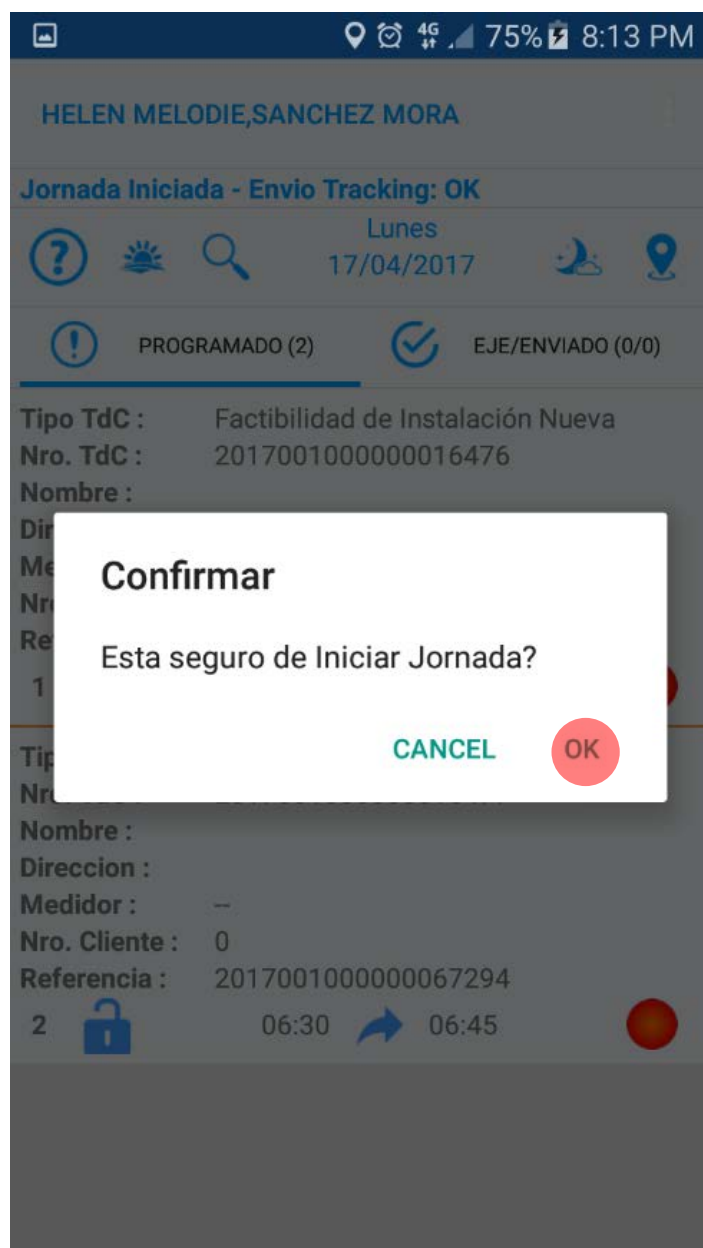 4G 75% 8:13 PM
HELEN MELODIE,SANCHEZ MORA
Jornada Iniciada - Envio Tracking: OK
Lunes
17/04/2017
PROGRAMADO (2) EJE/ENVIADO (0/0)
Tipo TdC : Factibilidad de Instalación Nueva
Nro. TdC : 2017001000000016476
Nombre :
Confirmar
Esta seguro de Iniciar Jornada?
1
CANCEL OK
Nombre :
Direccion :
Medidor : --
Nro. Cliente : 0
Referencia : 2017001000000067294
2 06:30 06:45